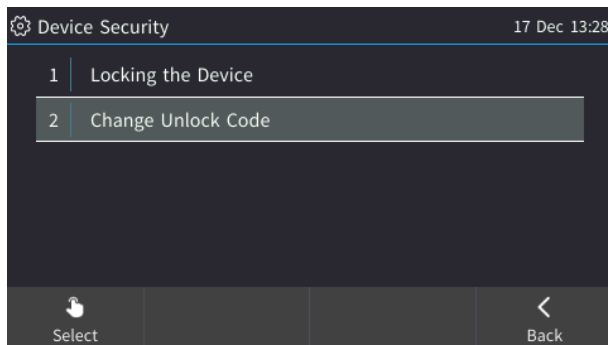 Device Security 17 Dec 13:28
1 Locking the Device
2 Change Unlock Code
Select Back